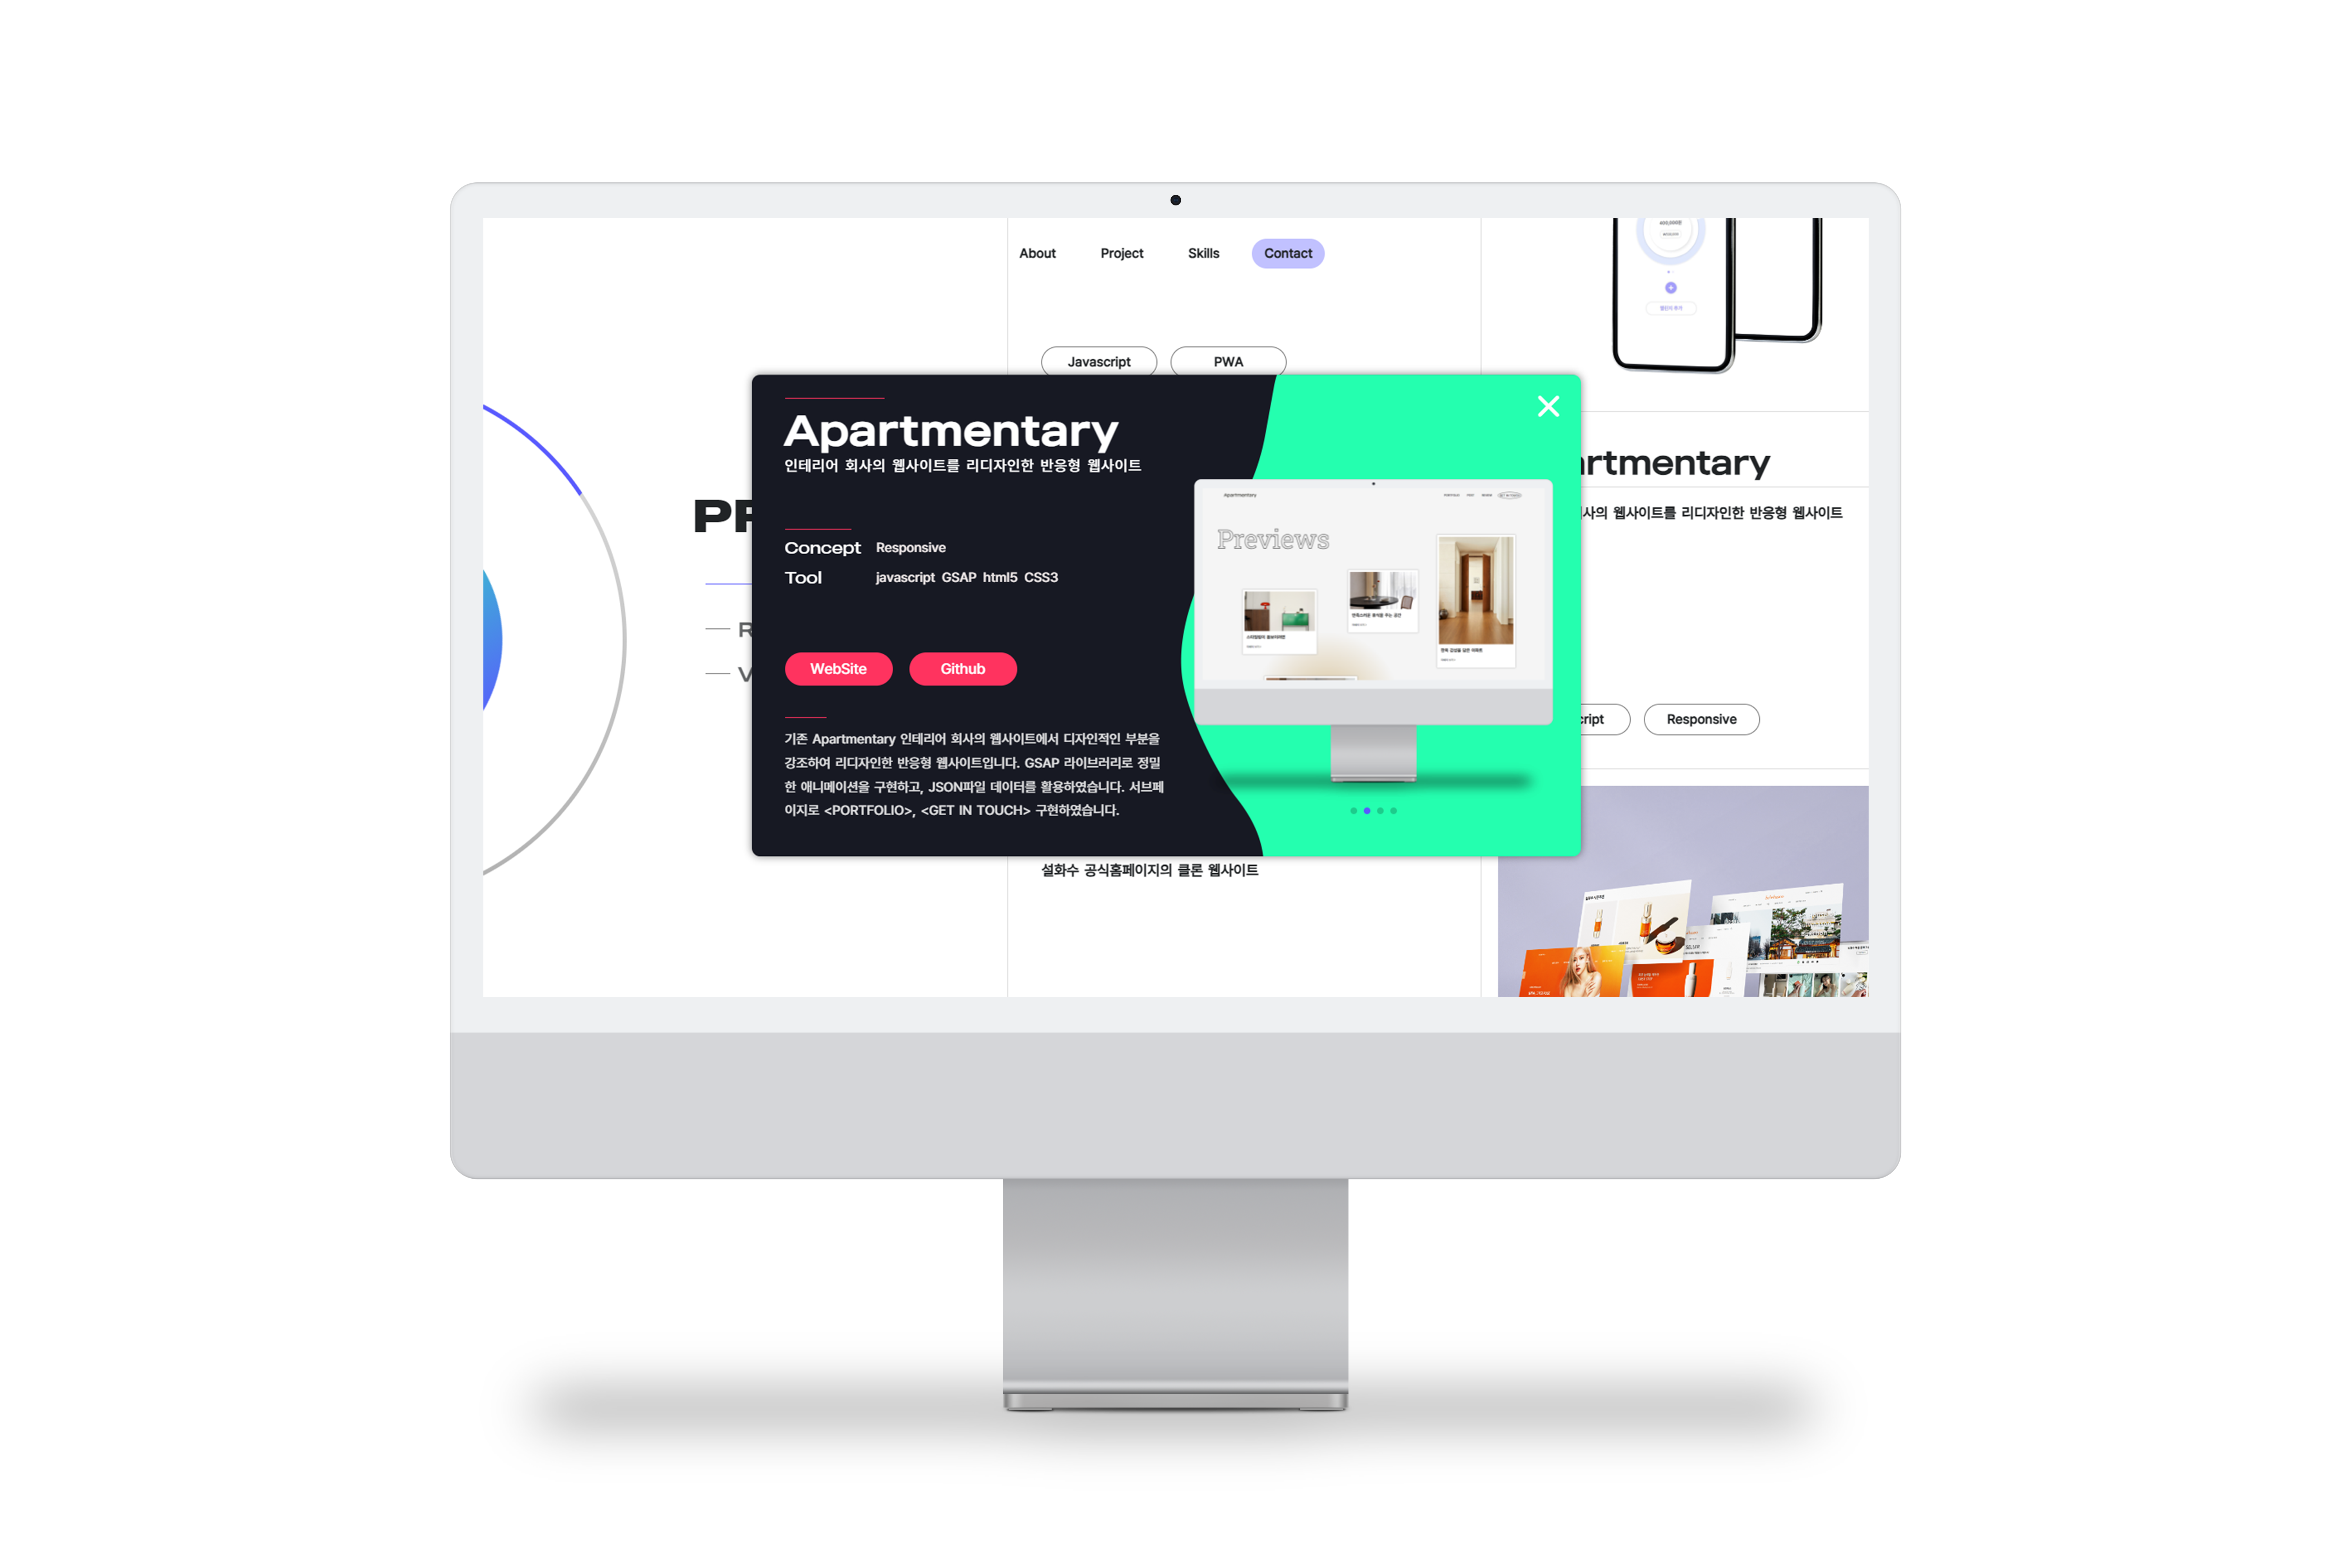 About Project Skills Contact
Javascript PWA
PR
R
V
Apartmentary
인테리어 회사의 웹사이트를 리디자인한 반응형 웹사이트
Concept Responsive
Tool javascript GSAP html5 CSS3
WebSite Github
기존 Apartmentary 인테리어 회사의 웹사이트에서 디자인적인 부분을
강조하여 리디자인한 반응형 웹사이트입니다. GSAP 라이브러리로 정밀
한 애니메이션을 구현하고, JSON파일 데이터를 활용하였습니다. 서브페
이지로 <PORTFOLIO>, <GET IN TOUCH> 구현하였습니다.
Apartmentary
Previews
artmentary
사의 웹사이트를 리디자인한 반응형 웹사이트
cript Responsive
설화수 공식홈페이지의 클론 웹사이트